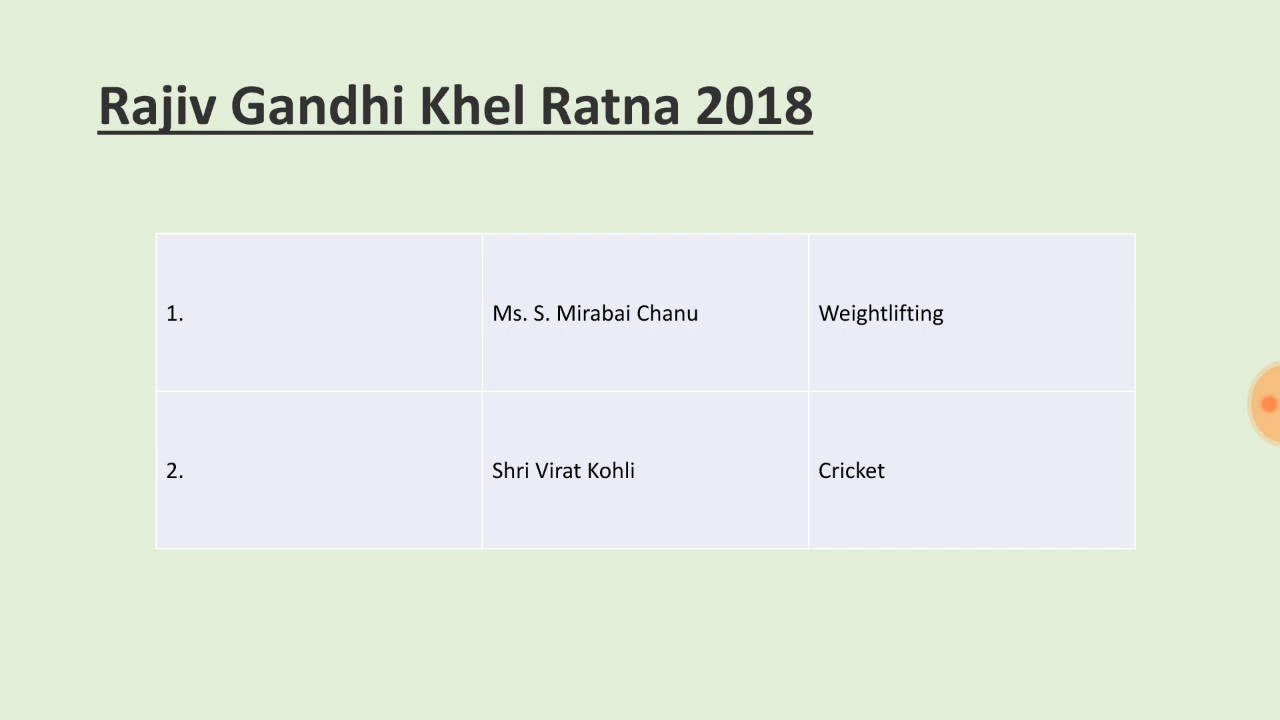 Rajiv Gandhi Khel Ratna 2018
1. Ms. S. Mirabai Chanu Weightlifting
2. Shri Virat Kohli Cricket